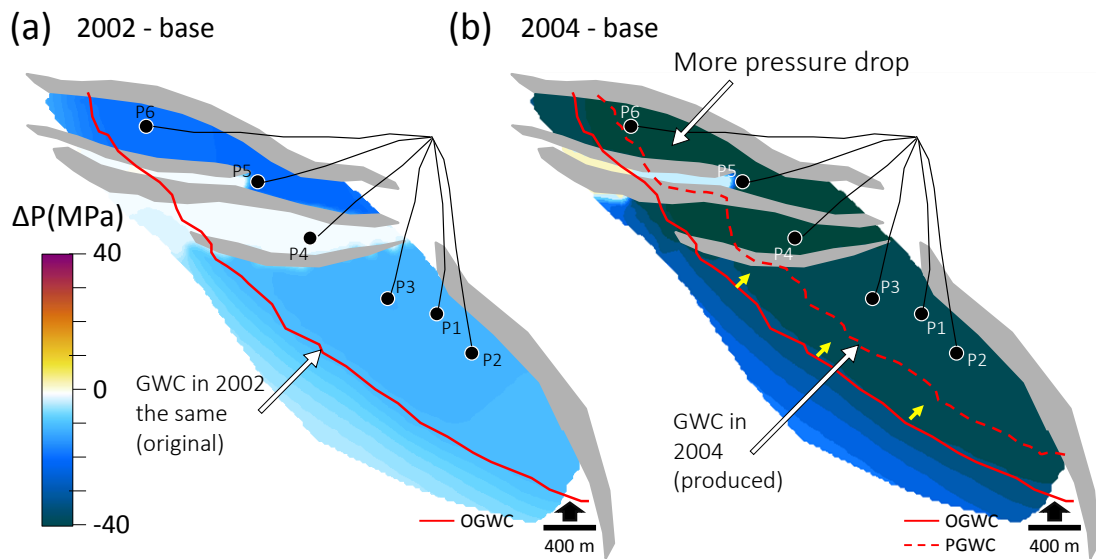 (a) 2002 - base
P6
P5
P4
P3
P1
P2
ΔP(MPa)
40
0
-40
GWC in 2002
the same
(original)
OGWC
400 m
(b) 2004 - base
More pressure drop
P6
P5
P4
P3
P1
P2
GWC in
2004
(produced)
OGWC
PGWC
400 m